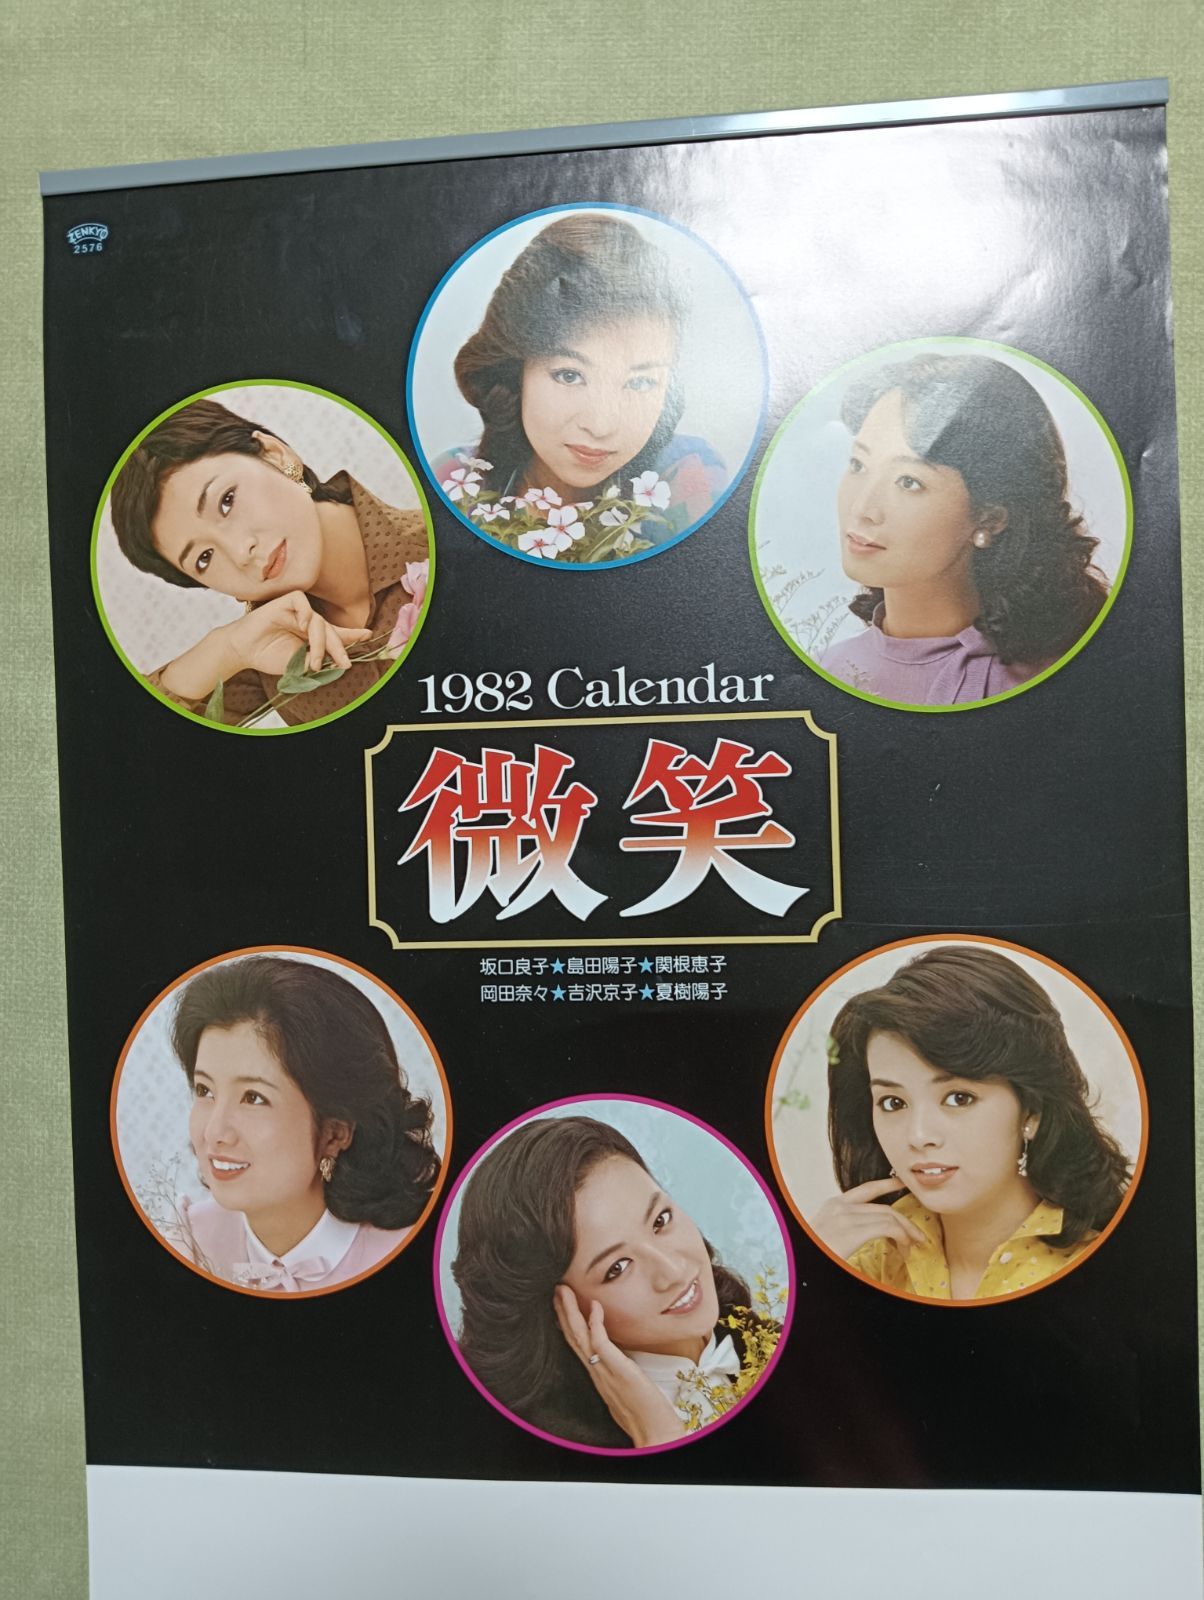 ZENKYO
2576
1982 Calendar
微笑
坂口良子★島田陽子★関根恵子
岡田奈々★吉沢京子★夏樹陽子